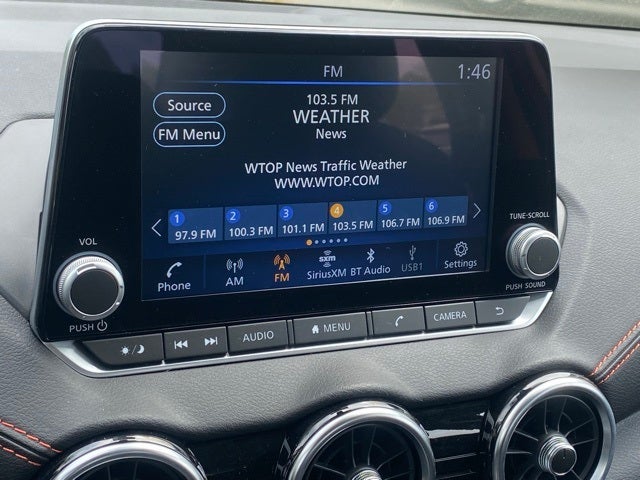 FM
1:46
Source
FM Menu
103.5 FM
WEATHER
News
WTOP News Traffic Weather
WWW.WTOP.COM
1
97.9 FM
2
100.3 FM
3
101.1 FM
4
103.5 FM
5
106.7 FM
6
106.9 FM
Phone
AM
FM
sxm
SiriusXM
BT Audio
USB1
Settings
VOL
PUSH
TUNE·SCROLL
PUSH SOUND
AUDIO
MENU
CAMERA